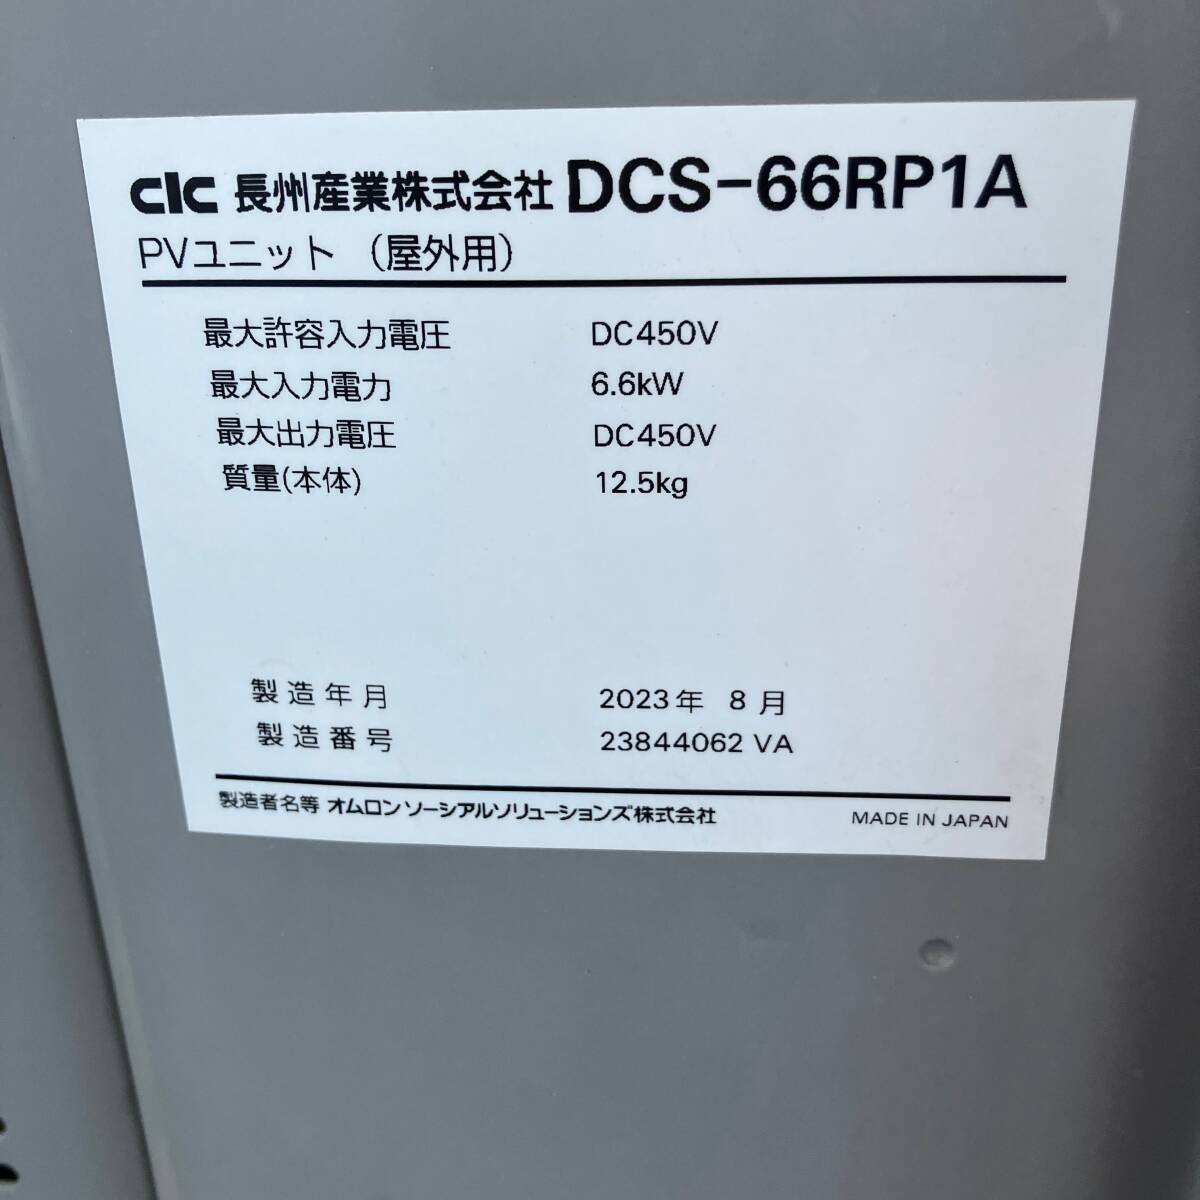 CIC 長州産業株式会社 DCS-66RP1A
PVユニット （屋外用）
最大許容入力電圧 DC450V
最大入力電力 6.6kW
最大出力電圧 DC450V
質量(本体) 12.5kg
製造年月 2023年 8月
製造番号 23844062 VA
製造者名等 オムロン ソーシアルソリューションズ株式会社 MADE IN JAPAN